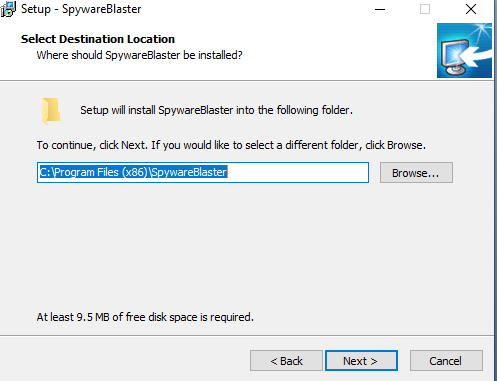 Setup - SpywareBlaster
Select Destination Location
Where should SpywareBlaster be installed?
Setup will install SpywareBlaster into the following folder.
To continue, click Next. If you would like to select a different folder, click Browse.
C:\Program Files (x86)\SpywareBlaster
Browse...
At least 9.5 MB of free disk space is required.
< Back
Next >
Cancel